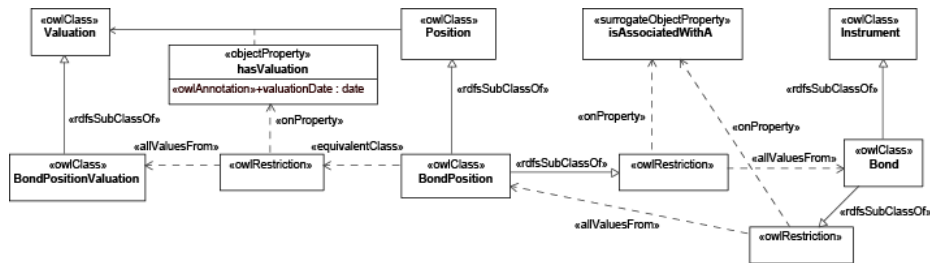 «owlClass»
Valuation
«owlClass»
Position
«surrogateObjectProperty»
isAssociatedWithA
«owlClass»
Instrument
«objectProperty»
hasValuation
«owlAnnotation»+valuationDate : date
«rdfsSubClassOf»
«onProperty»
«rdfsSubClassOf»
«onProperty»
«onProperty»
«rdfsSubClassOf»
«owlClass»
BondPositionValuation
«allValuesFrom»
«owlRestriction»
«equivalentClass»
«owlClass»
BondPosition
«rdfsSubClassOf»
«owlRestriction»
«allValuesFrom»
«owlClass»
Bond
«allValuesFrom»
«rdfsSubClassOf»
«owlRestriction»